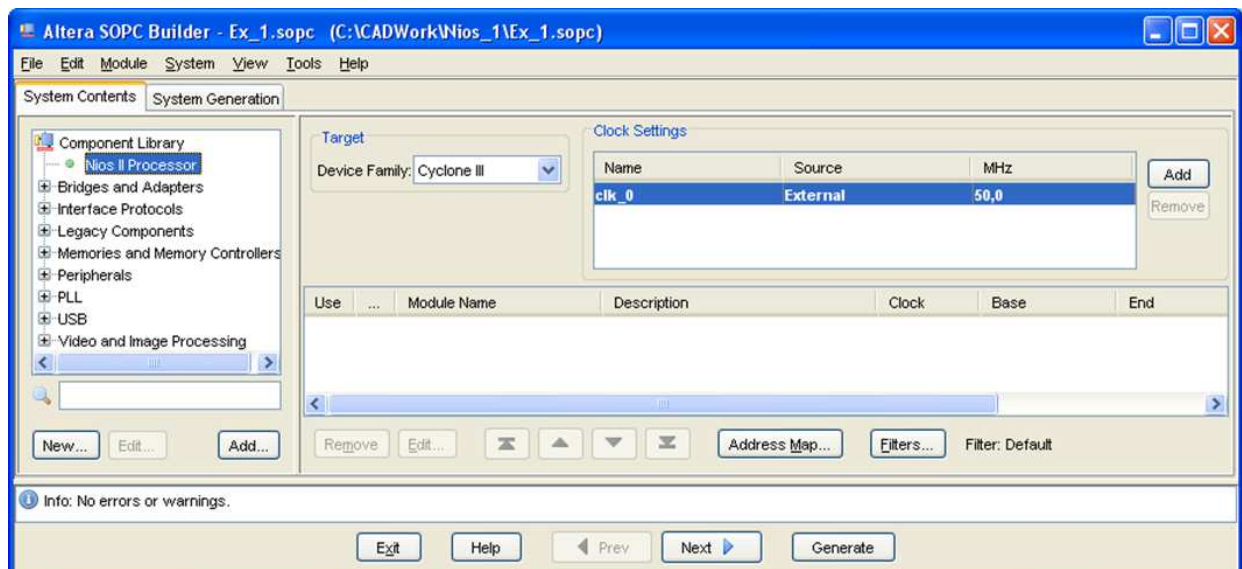 Altera SOPC Builder - Ex_1.sopc (C:\CADWork\Nios_1\Ex_1.sopc)
File Edit Module System View Tools Help
System Contents System Generation
Component Library
Nios II Processor
Bridges and Adapters
Interface Protocols
Legacy Components
Memories and Memory Controllers
Peripherals
PLL
USB
Video and Image Processing
New... Edit... Add...
Target
Device Family: Cyclone III
Clock Settings
Name Source MHz
clk_0 External 50,0
Add
Remove
Use ... Module Name Description Clock Base End
Remove Edit... Address Map... Filters... Filter: Default
Info: No errors or warnings.
Exit Help Prev Next Generate